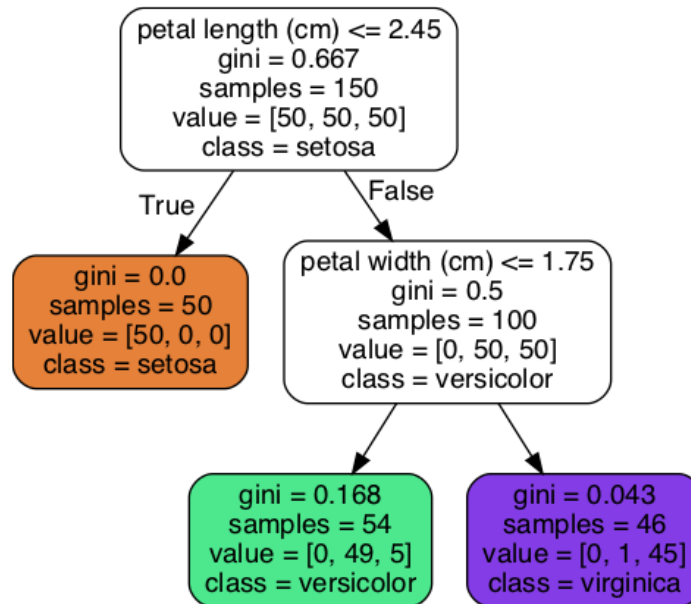 petal length (cm) <= 2.45
gini = 0.667
samples = 150
value = [50, 50, 50]
class = setosa
True
False
gini = 0.0
samples = 50
value = [50, 0, 0]
class = setosa
petal width (cm) <= 1.75
gini = 0.5
samples = 100
value = [0, 50, 50]
class = versicolor
gini = 0.168
samples = 54
value = [0, 49, 5]
class = versicolor
gini = 0.043
samples = 46
value = [0, 1, 45]
class = virginica